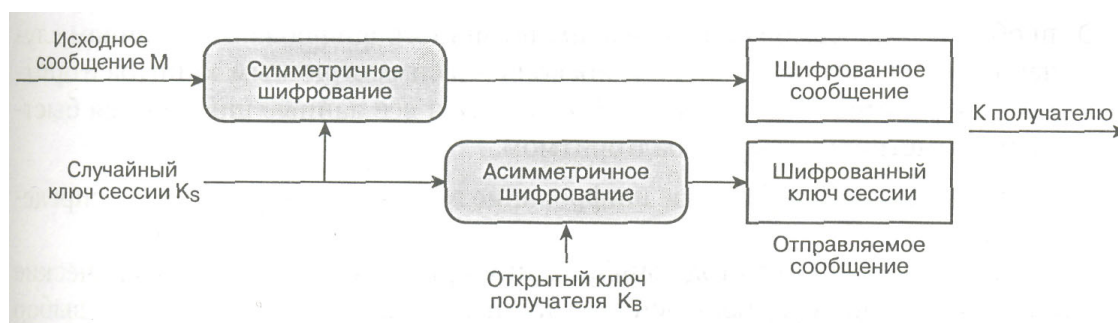 Исходное
сообщение M
Симметричное
шифрование
Шифрованное
сообщение
К получателю
Случайный
ключ сессии KS
Асимметричное
шифрование
Шифрованный
ключ сессии
Отправляемое
сообщение
Открытый ключ
получателя KB